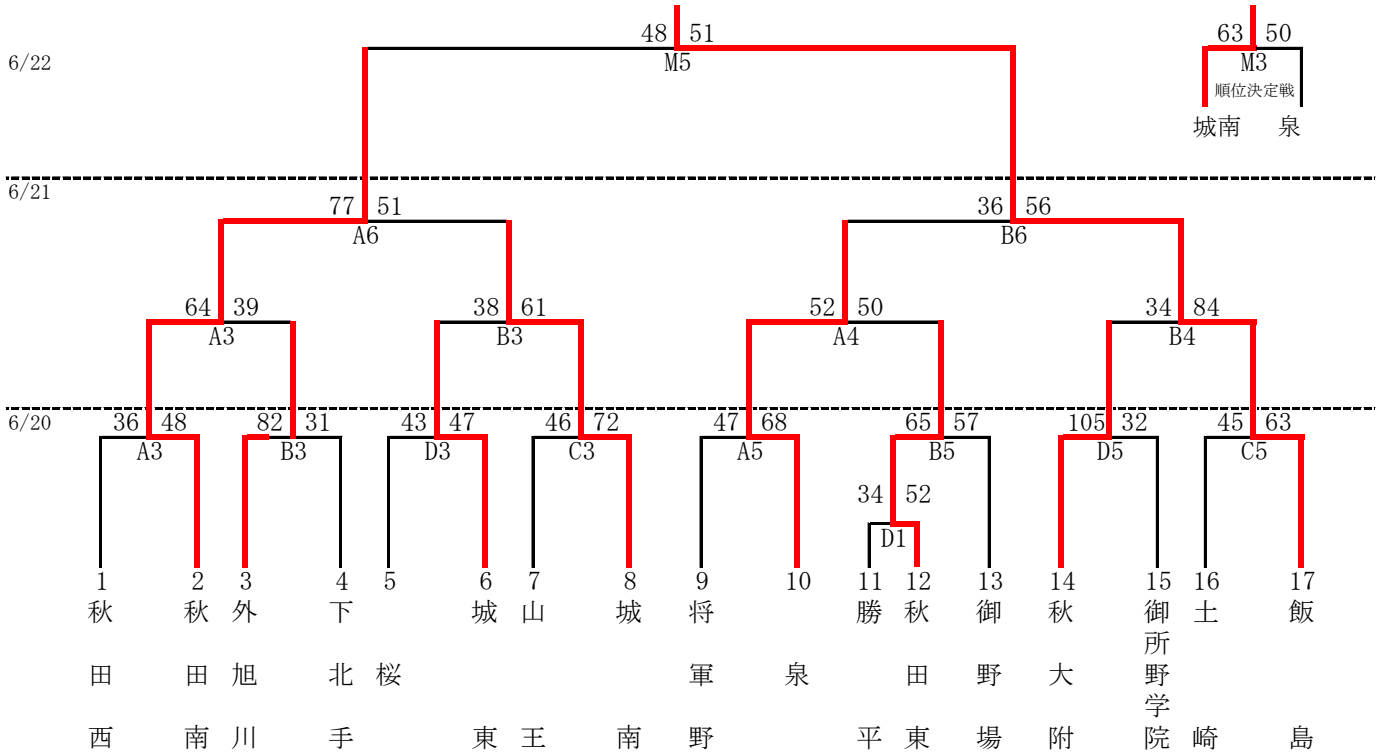 48 51
63 50
6/22
M5
M3
順位決定戦
城南 泉
6/21
77 51
36 56
A6
B6
64 39
38 61
52 50
34 84
A3
B3
A4
B4
6/20
36 48
82 31
43 47
46 72
47 68
65 57
105 32
45 63
A3
B3
D3
C3
A5
B5
D5
C5
34 52
D1
1 2 3 4 5 6 7 8 9 10 11 12 13 14 15 16 17
秋田西
秋田南
外旭川
下北手
桜
城東
山王
城南
将軍野
泉
勝平
秋田東
御野場
秋大附
御所野学院
土崎
飯島